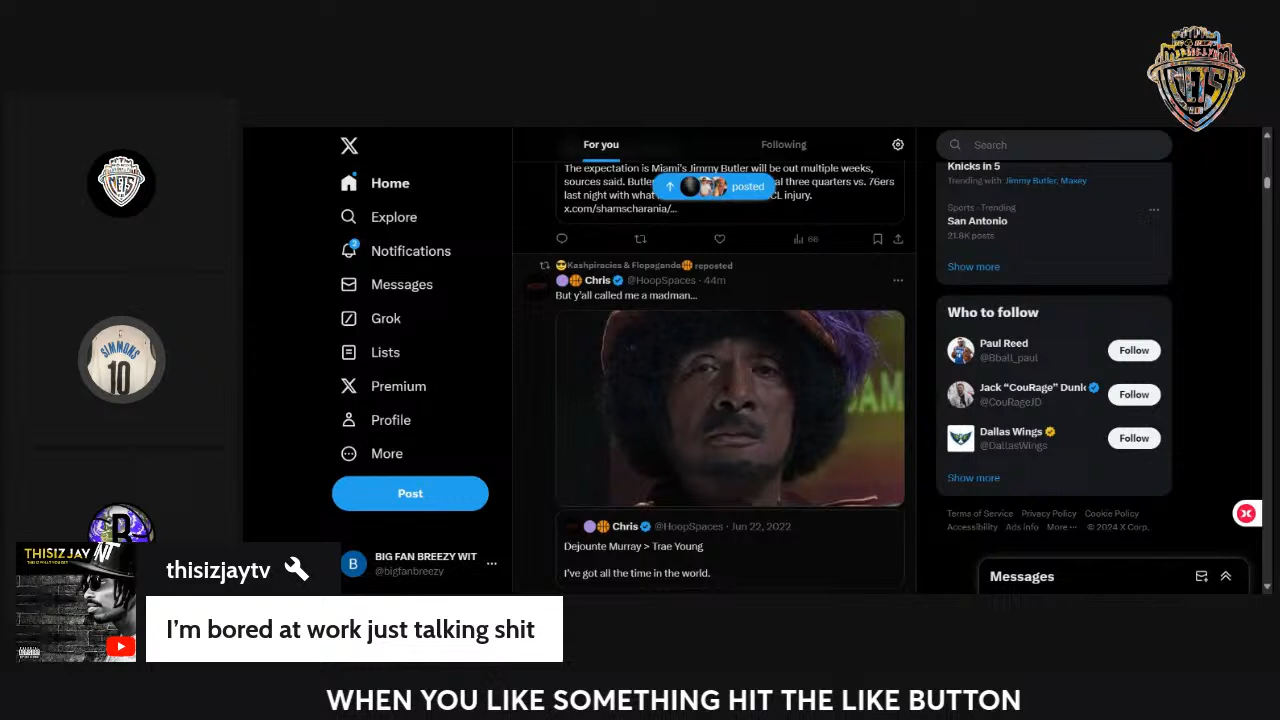 For you
Following
Search
Home
Explore
2
Notifications
Messages
Grok
Lists
Premium
Profile
More
Post
BIG FAN BREEZY WIT
@bigfanbreezy
The expectation is Miami's Jimmy Butler will be out multiple weeks,
sources said.
posted
three quarters vs. 76ers
last night with what
injury.
x.com/shamscharania/...
66
Kashpiracies & Flopaganda reposted
Chris @HoopSpaces · 44m
But y'all called me a madman...
JAM
Chris @HoopSpaces · Jun 22, 2022
Dejounte Murray > Trae Young
I've got all the time in the world.
Knicks in 5
Trending with Jimmy Butler, Maxey
Sports · Trending
San Antonio
21.8K posts
Show more
Who to follow
Paul Reed
@Bball_paul
Follow
Jack “CouRage” Dunl
@CouRageJD
Follow
Dallas Wings
@DallasWings
Follow
Show more
Terms of Service Privacy Policy Cookie Policy
Accessibility Ads info More ··· © 2024 X Corp.
Messages
SIMMONS
10
THISIZJAY
thisizjaytv
I’m bored at work just talking shit
WHEN YOU LIKE SOMETHING HIT THE LIKE BUTTON